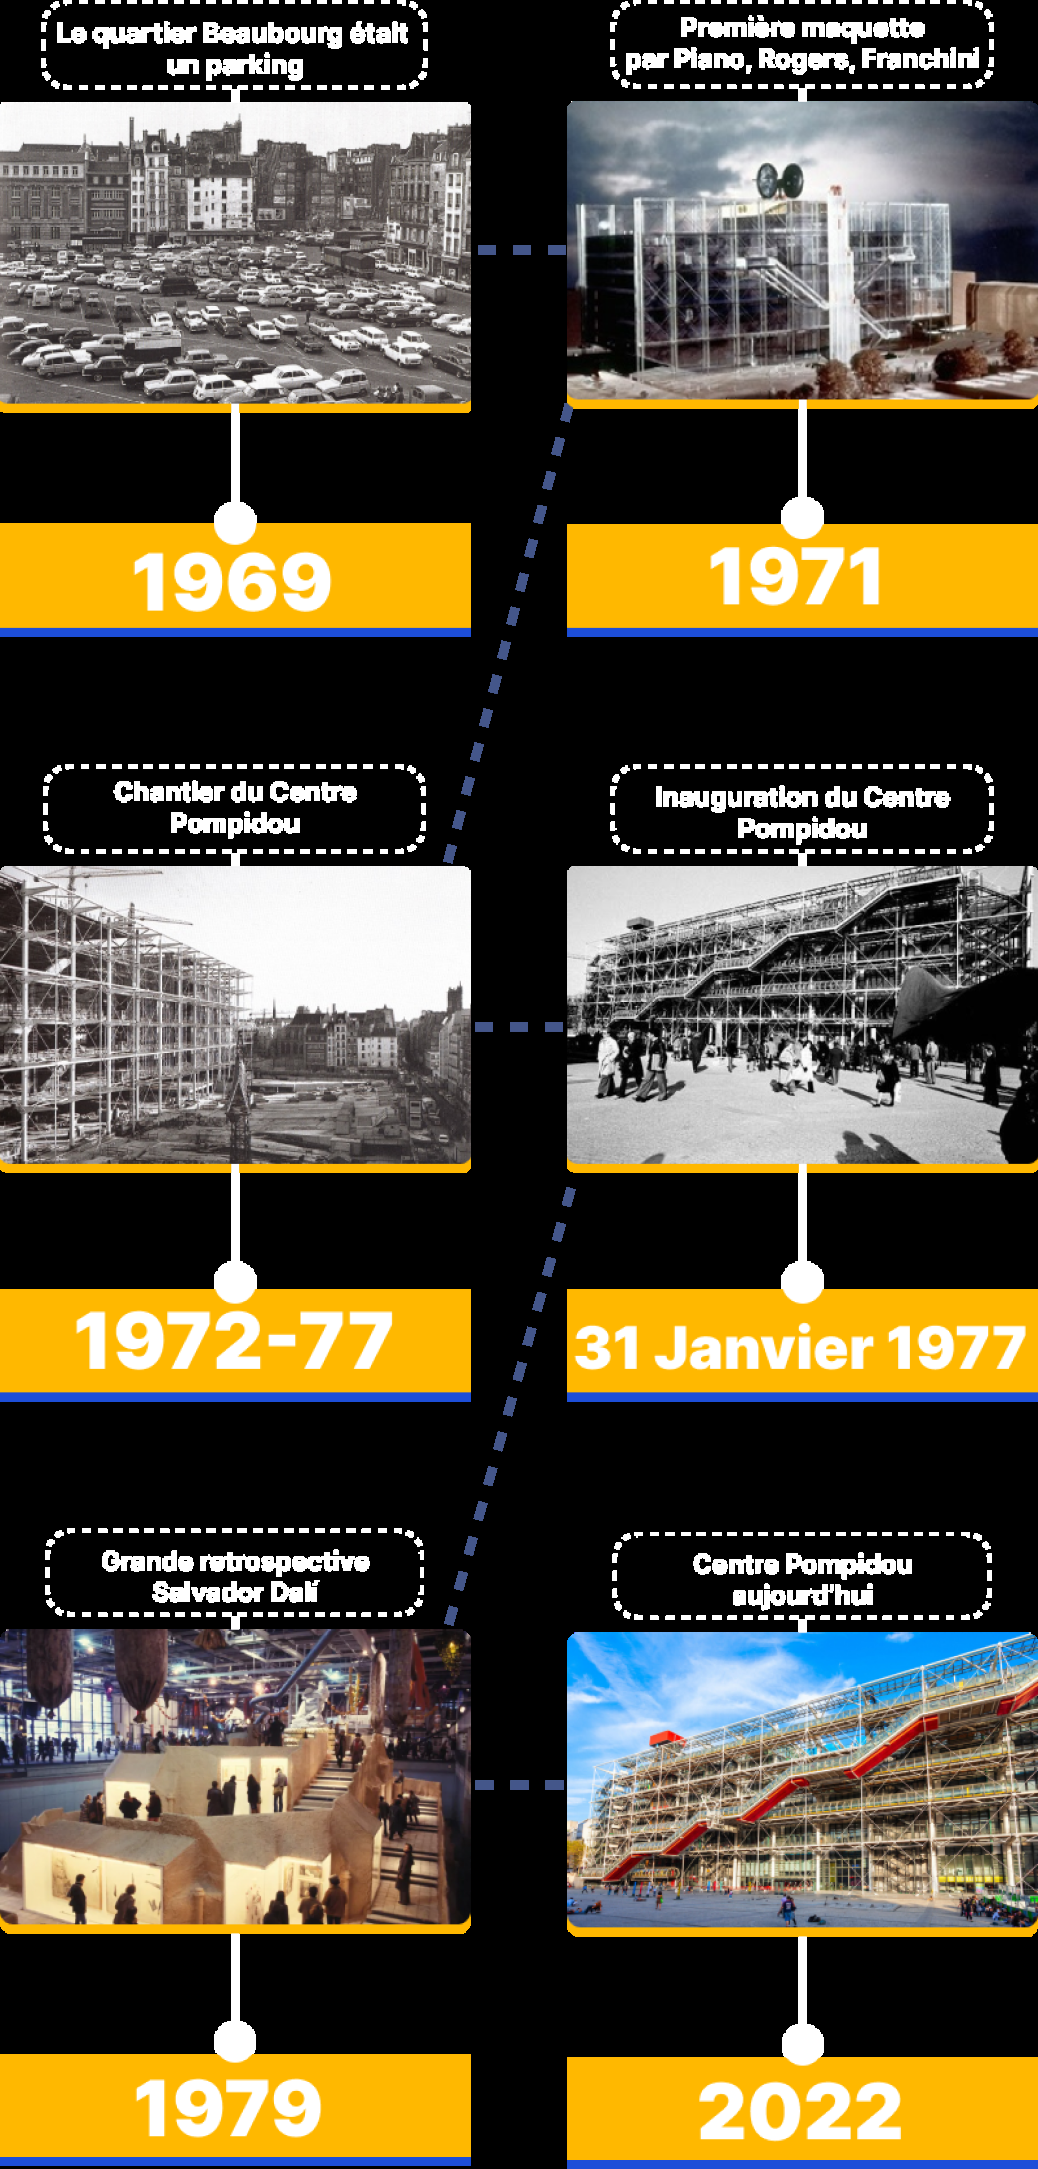 Le quartier Beaubourg était
un parking
1969
Première maquette
par Piano, Rogers, Franchini
1971
Chantier du Centre
Pompidou
1972-77
Inauguration du Centre
Pompidou
31 Janvier 1977
Grande retrospective
Salvador Dalí
1979
Centre Pompidou
aujourd'hui
2022